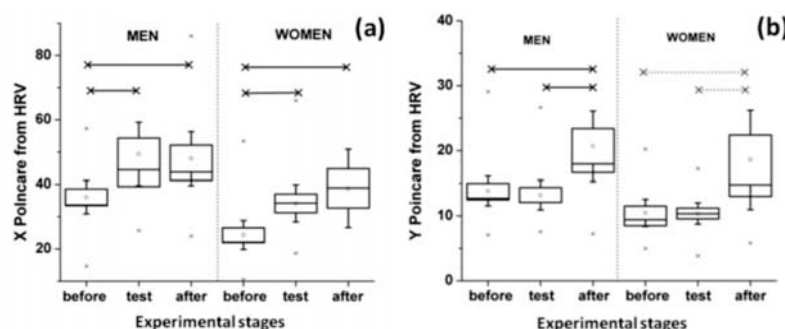 MEN WOMEN (a)
X Poincare from HRV
80
60
40
20
before test after before test after
Experimental stages
MEN WOMEN (b)
Y Poincare from HRV
40
30
20
10
0
before test after before test after
Experimental stages